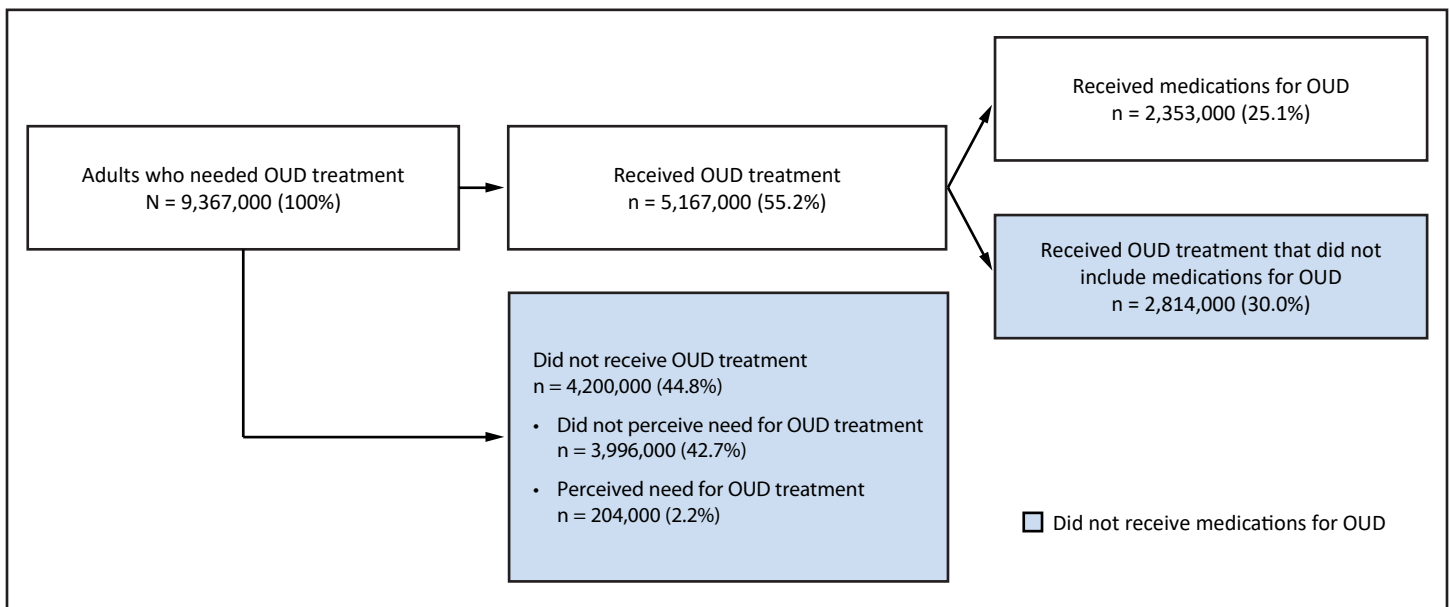 Adults who needed OUD treatment
N = 9,367,000 (100%)
Received OUD treatment
n = 5,167,000 (55.2%)
Received medications for OUD
n = 2,353,000 (25.1%)
Received OUD treatment that did not
include medications for OUD
n = 2,814,000 (30.0%)
Did not receive OUD treatment
n = 4,200,000 (44.8%)
• Did not perceive need for OUD treatment
n = 3,996,000 (42.7%)
• Perceived need for OUD treatment
n = 204,000 (2.2%)
Did not receive medications for OUD